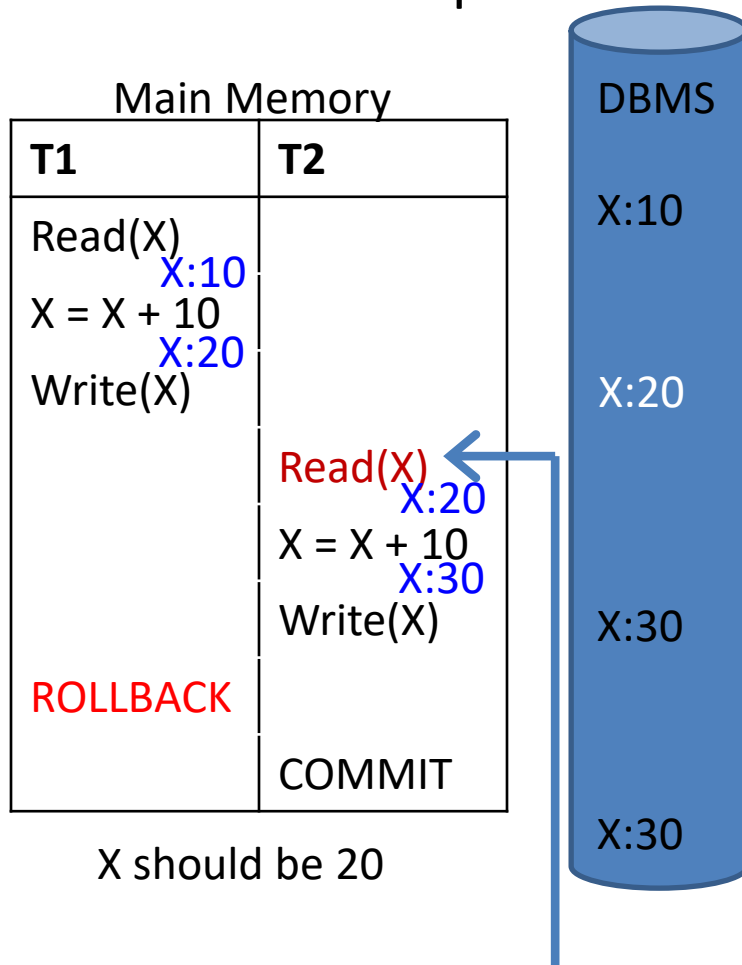 Main Memory
T1 T2
Read(X)
X:10
X = X + 10
X:20
Write(X)
Read(X)
X:20
X = X + 10
X:30
Write(X)
ROLLBACK
COMMIT
X should be 20
DBMS
X:10
X:20
X:30
X:30